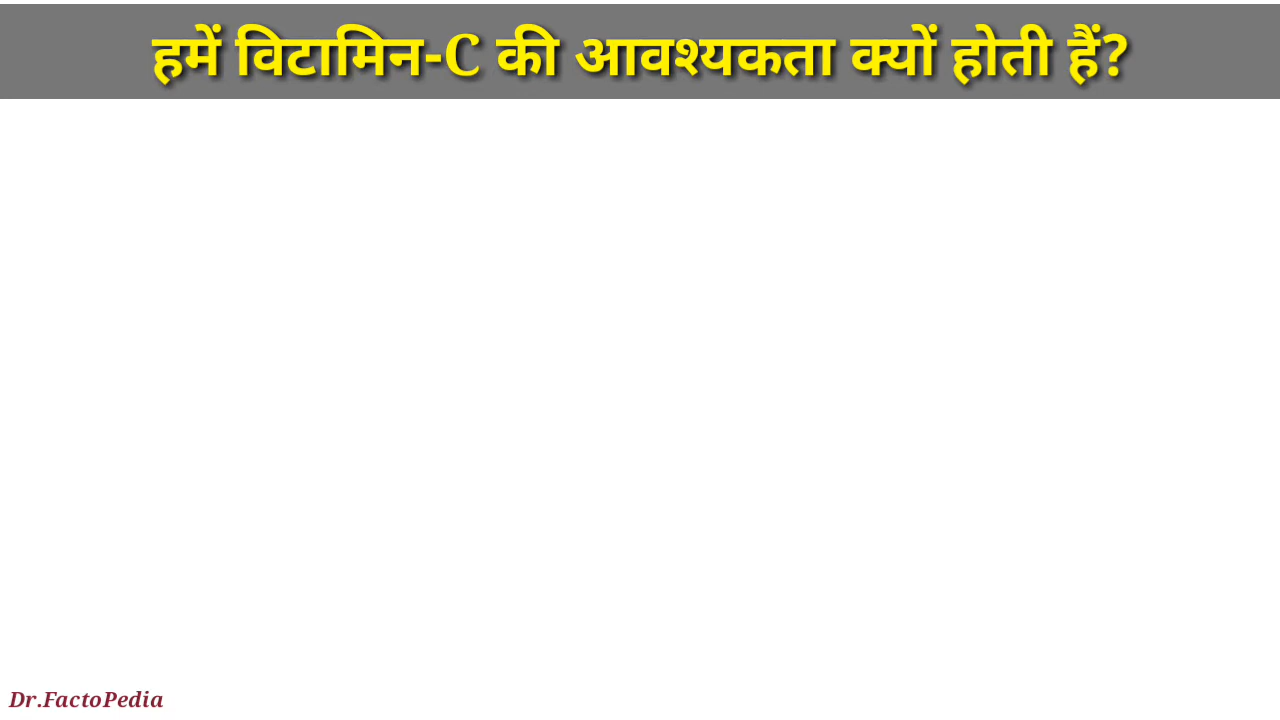 हमें विटामिन-C की आवश्यकता क्यों होती हैं?
Dr.FactoPedia